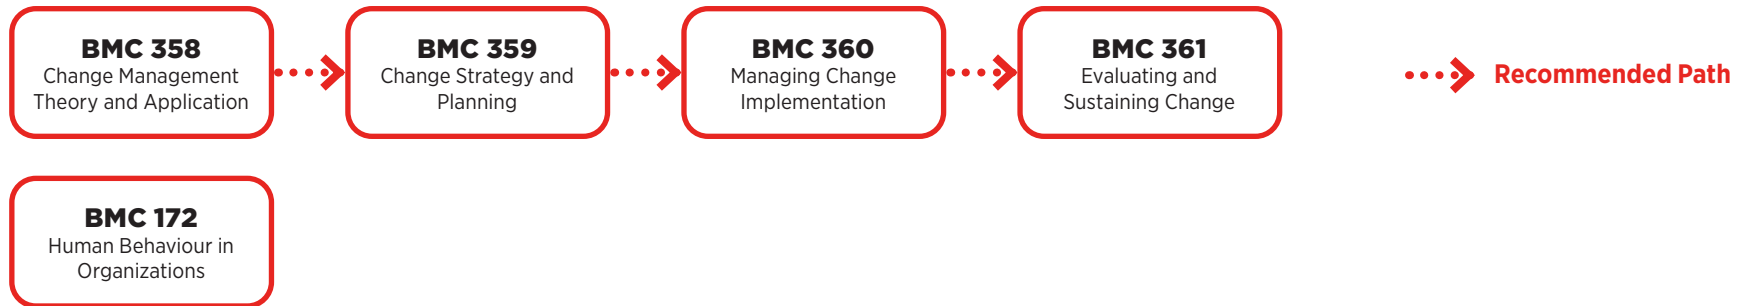 BMC 358
Change Management
Theory and Application
BMC 359
Change Strategy and
Planning
BMC 360
Managing Change
Implementation
BMC 361
Evaluating and
Sustaining Change
Recommended Path
BMC 172
Human Behaviour in
Organizations